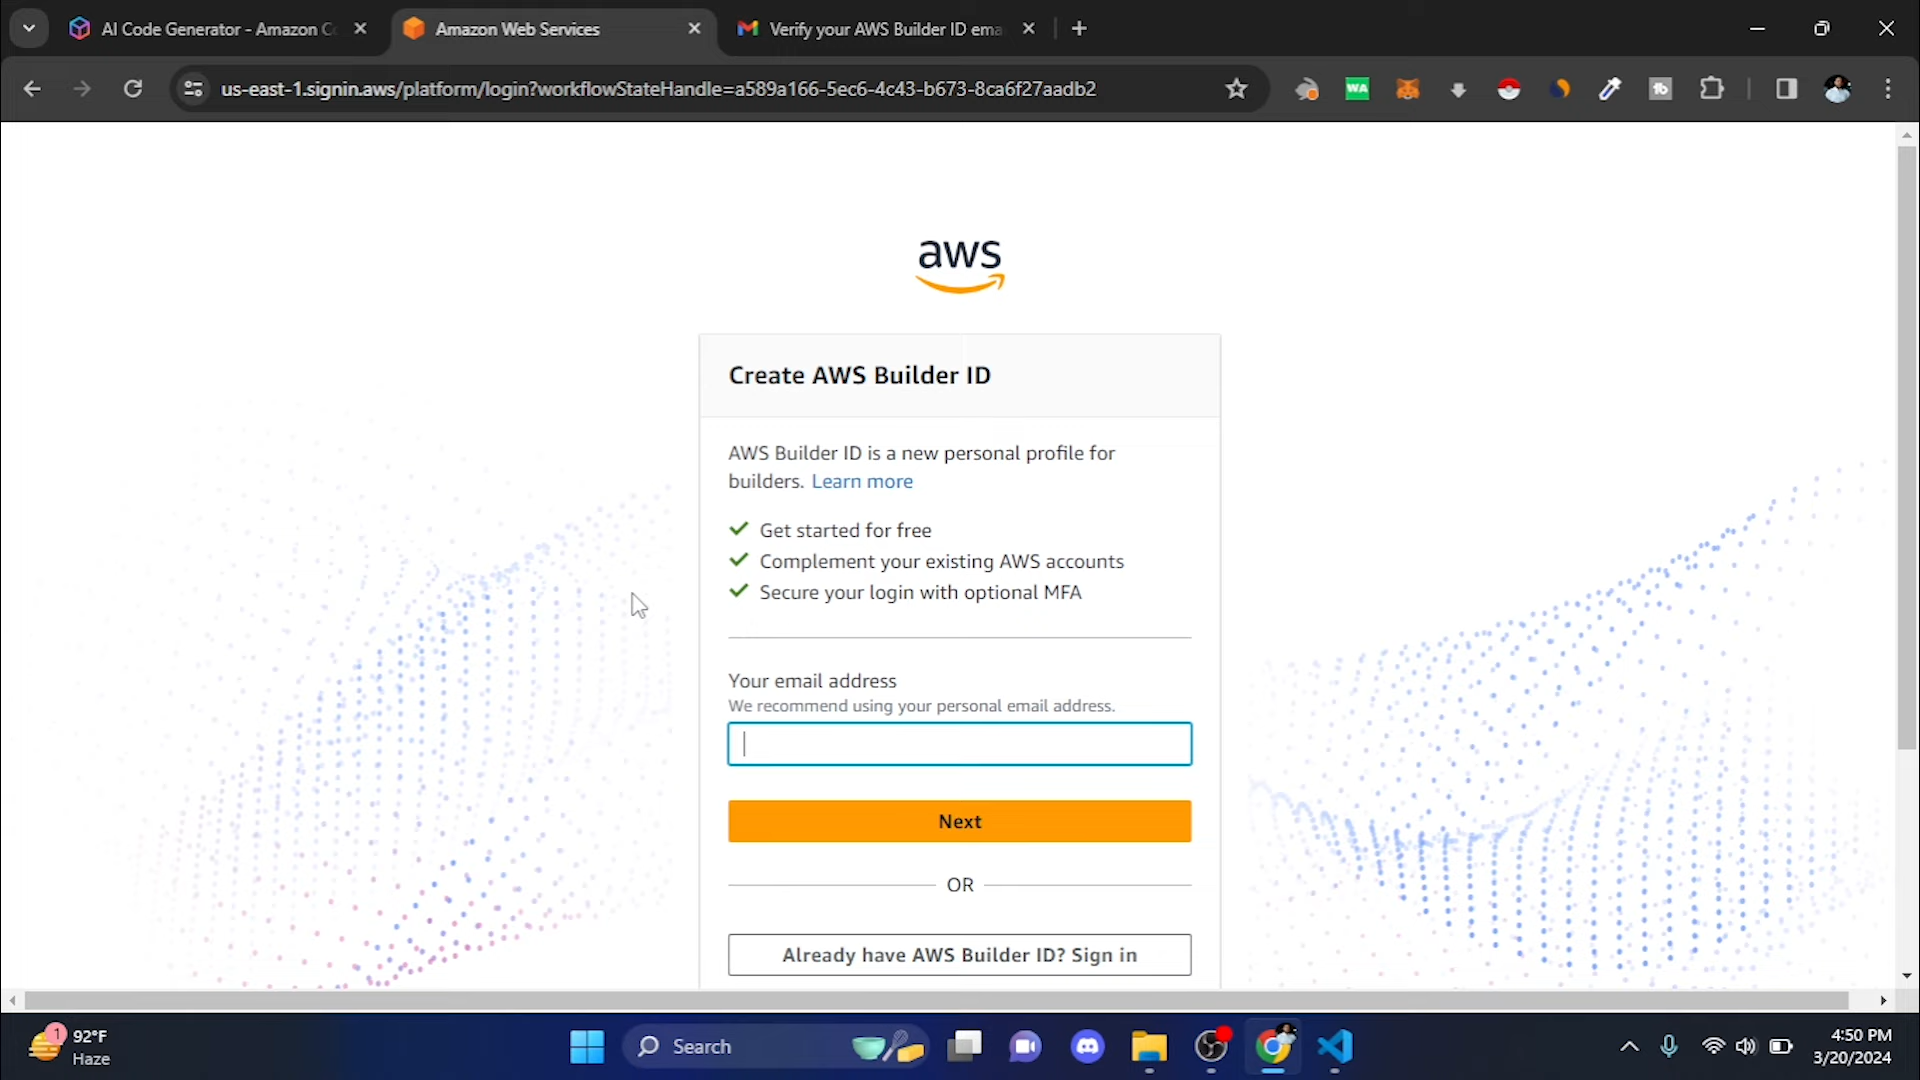 AI Code Generator - Amazon Co
Amazon Web Services
Verify your AWS Builder ID ema
us-east-1.signin.aws/platform/login?workflowStateHandle=a589a166-5ec6-4c43-b673-8ca6f27aadb2
WA
tb
aws
Create AWS Builder ID
AWS Builder ID is a new personal profile for
builders. Learn more
Get started for free
Complement your existing AWS accounts
Secure your login with optional MFA
Your email address
We recommend using your personal email address.
Next
OR
Already have AWS Builder ID? Sign in
1
92°F
Haze
Search
4:50 PM
3/20/2024